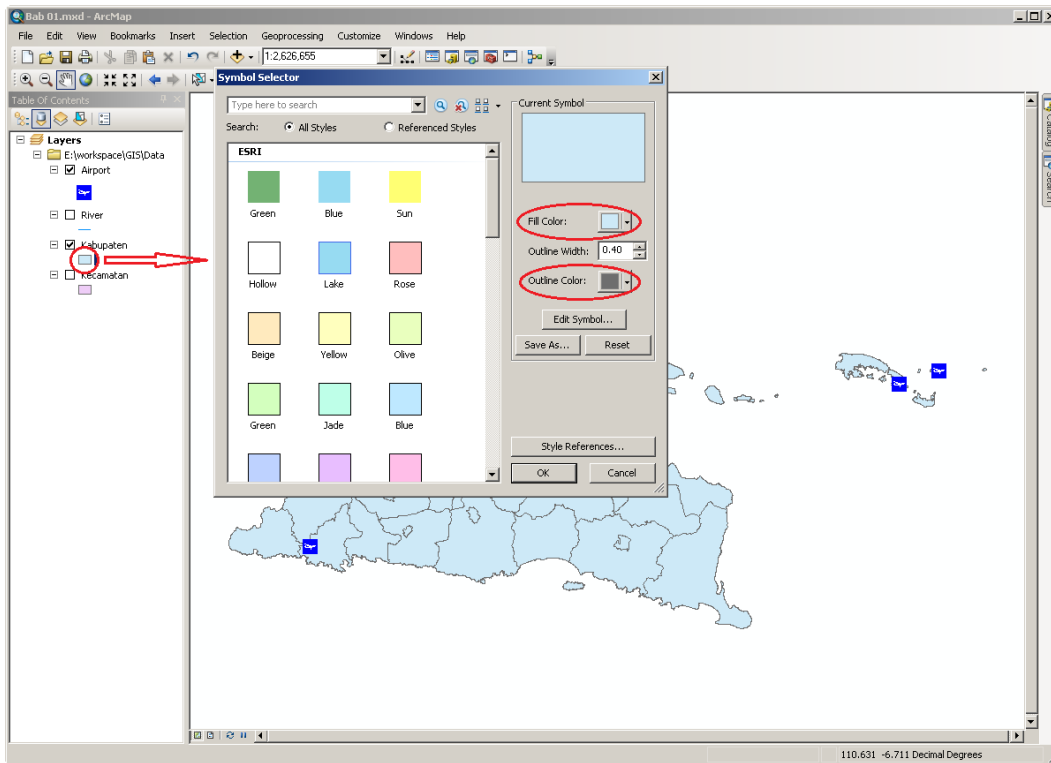 Bab 01.mxd - ArcMap
File Edit View Bookmarks Insert Selection Geoprocessing Customize Windows Help
1:2,626,655
Table Of Contents
Layers
E:\workspace\GIS\Data
Airport
River
Kabupaten
Kecamatan
Symbol Selector
Type here to search
Search: All Styles Referenced Styles
ESRI
Green Blue Sun
Hollow Lake Rose
Beige Yellow Olive
Green Jade Blue
Current Symbol
Fill Color:
Outline Width: 0.40
Outline Color:
Edit Symbol...
Save As... Reset
Style References...
OK Cancel
Catalog
Search
110.631 -6.711 Decimal Degrees